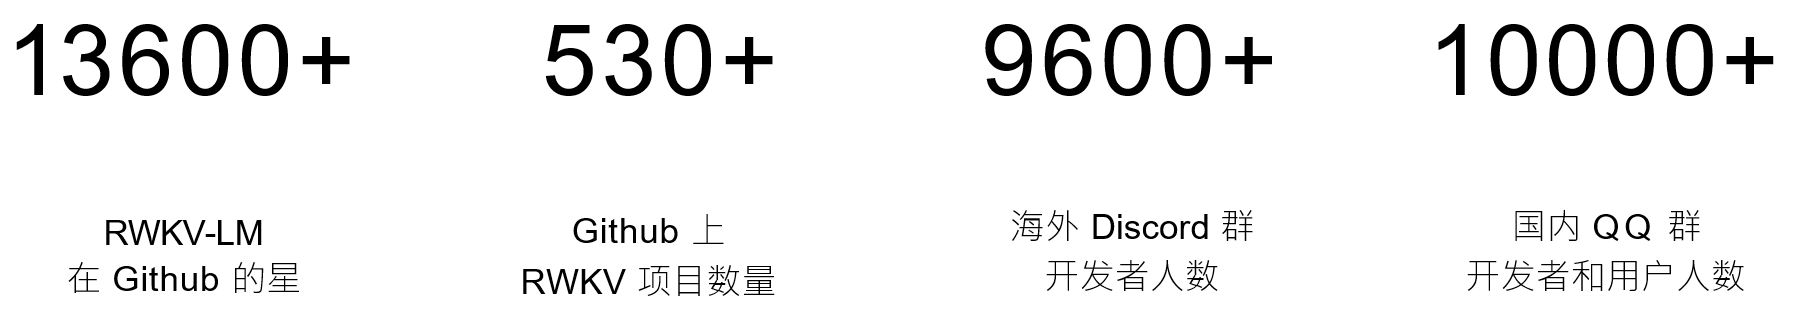 13600+
RWKV-LM
在 Github 的星
530+
Github 上
RWKV 项目数量
9600+
海外 Discord 群
开发者人数
10000+
国内 QQ 群
开发者和用户人数